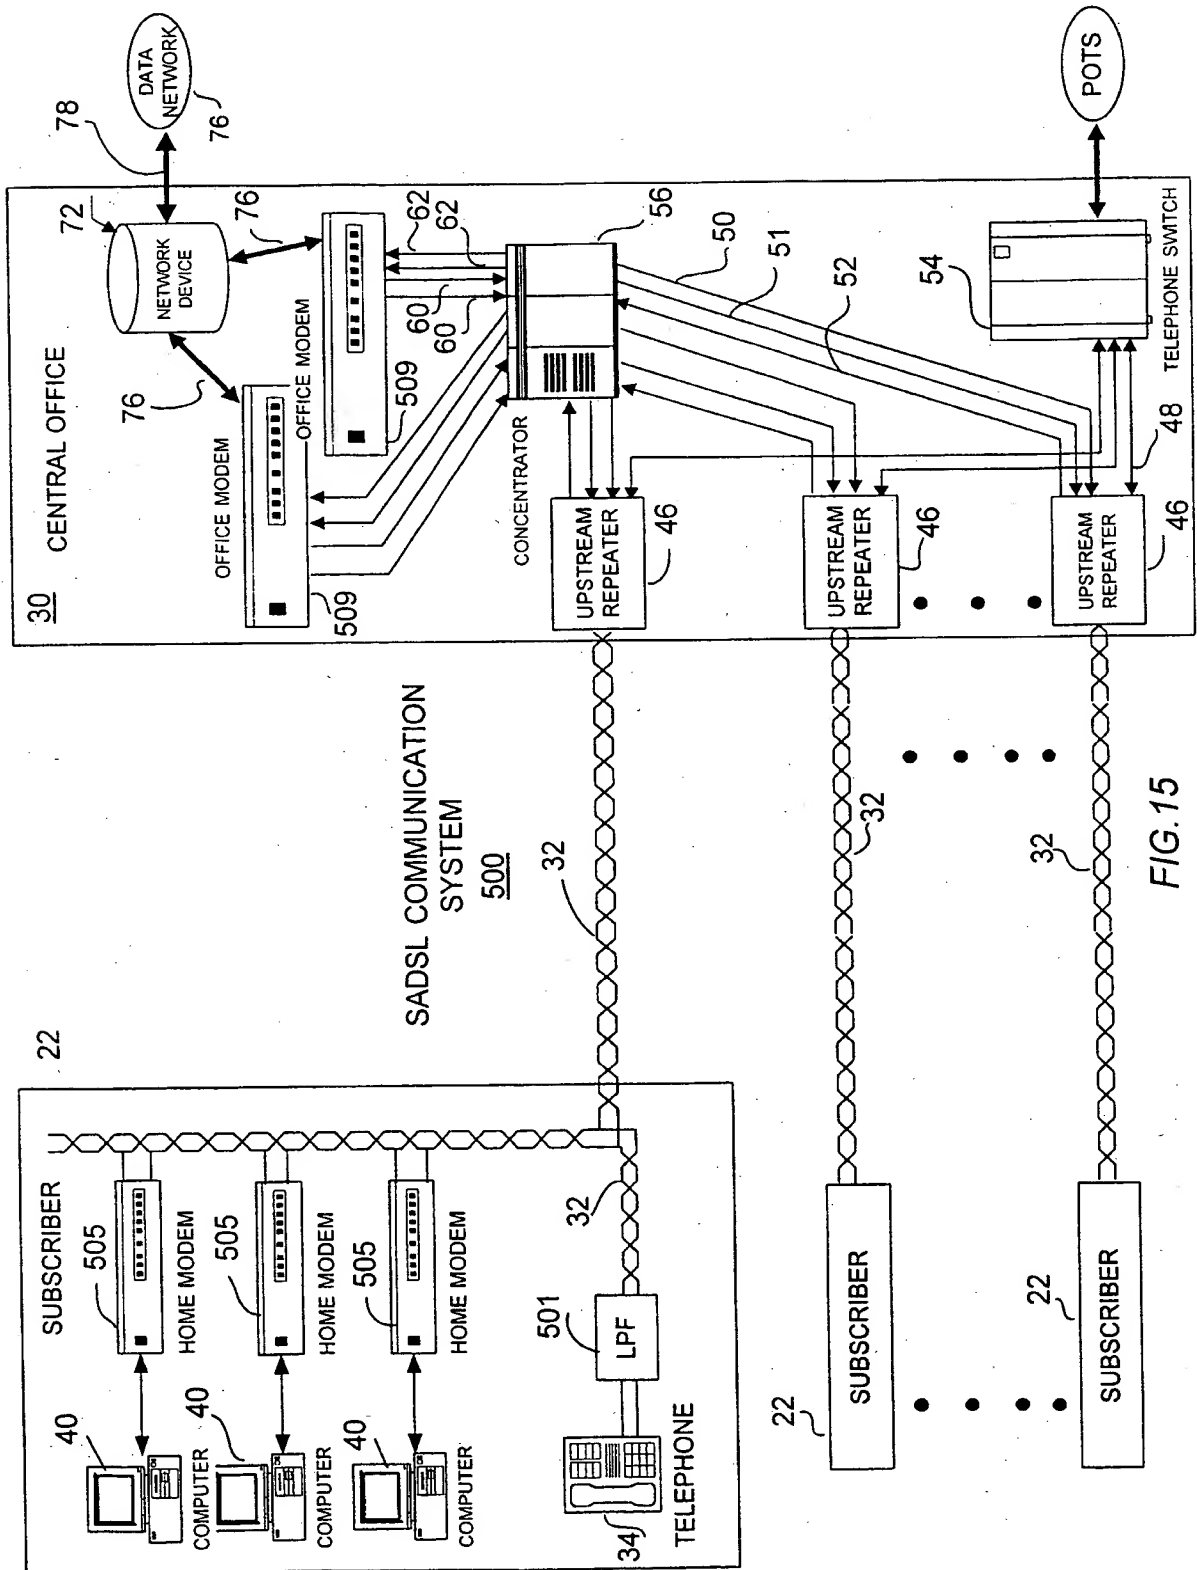 30
CENTRAL OFFICE
72
NETWORK
DEVICE
78
DATA
NETWORK
76
76
76
OFFICE MODEM
509
OFFICE MODEM
509
62
62
60
60
CONCENTRATOR
56
50
51
52
UPSTREAM
REPEATER
46
UPSTREAM
REPEATER
46
UPSTREAM
REPEATER
46
48
54
TELEPHONE SWITCH
POTS
SADSL COMMUNICATION
SYSTEM
500
32
32
32
22
SUBSCRIBER
505
HOME MODEM
505
HOME MODEM
505
HOME MODEM
40
COMPUTER
40
COMPUTER
40
COMPUTER
32
501
LPF
34
TELEPHONE
22
SUBSCRIBER
22
SUBSCRIBER
FIG.15